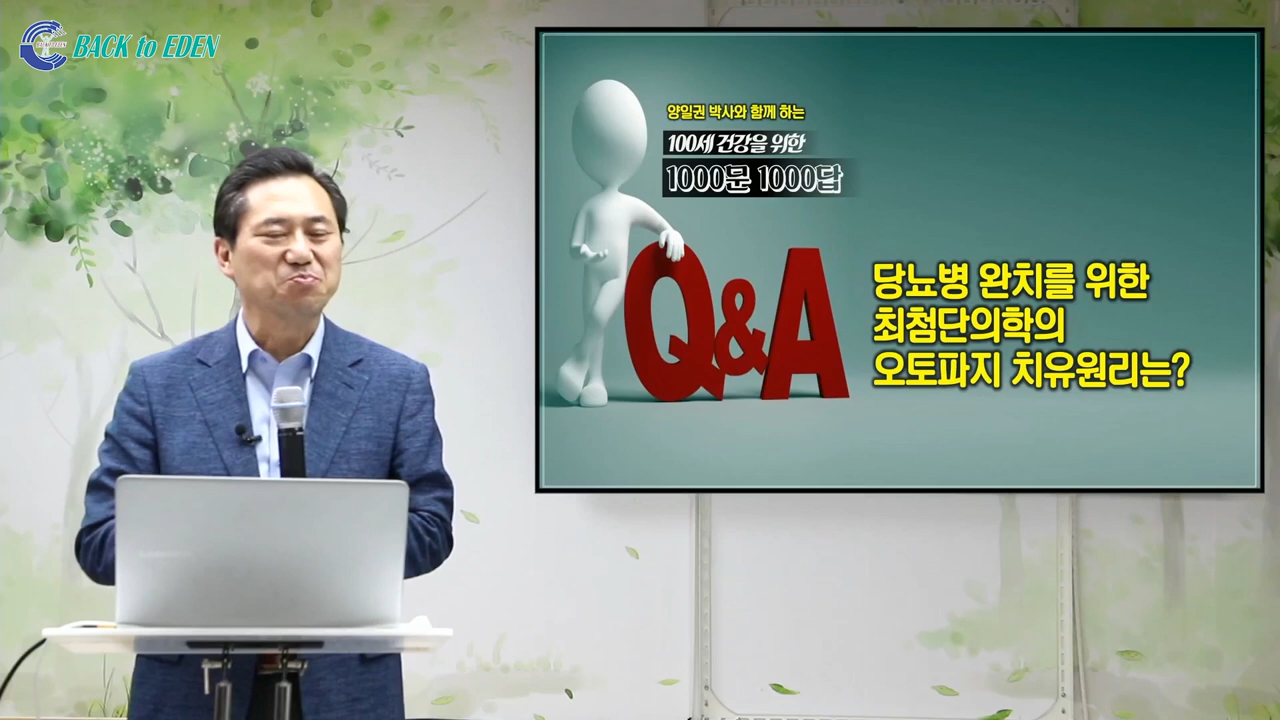 BACK to EDEN
양일권 박사와 함께 하는
100세 건강을 위한
1000문 1000답
Q&A
당뇨병 완치를 위한
최첨단의학의
오토파지 치유원리는?